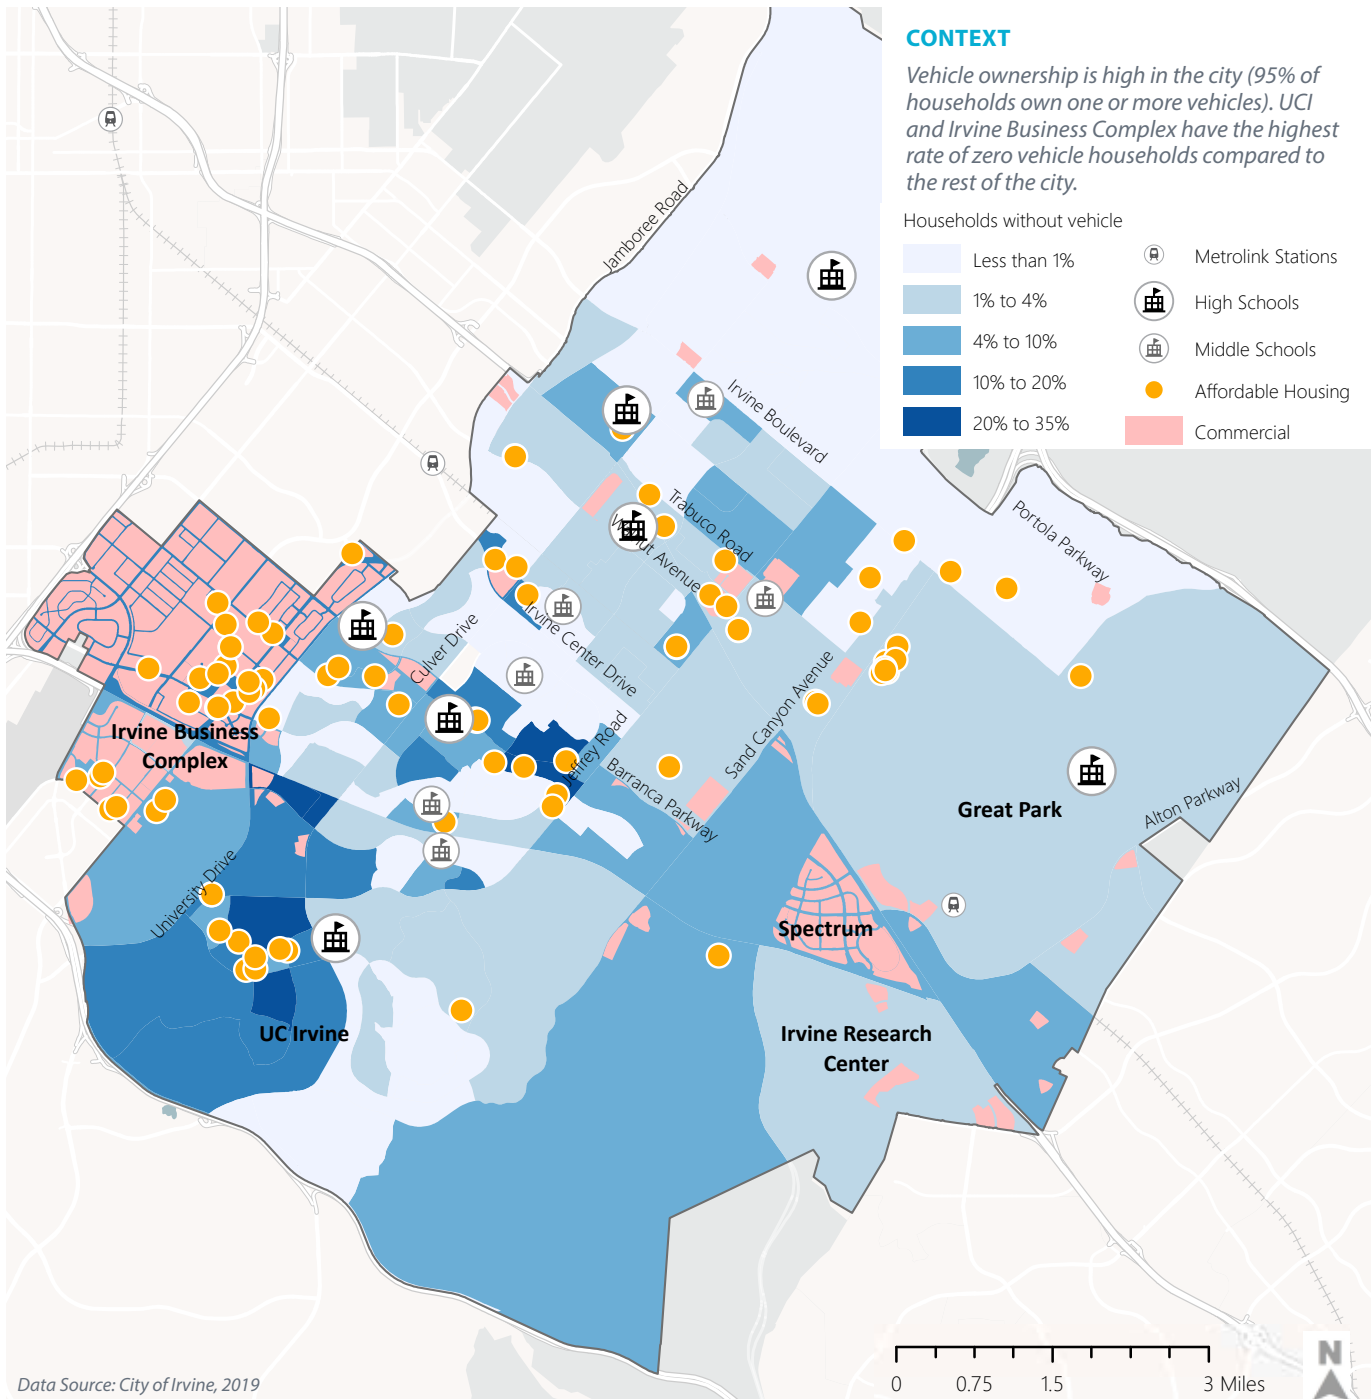 CONTEXT
Vehicle ownership is high in the city (95% of
households own one or more vehicles). UCI
and Irvine Business Complex have the highest
rate of zero vehicle households compared to
the rest of the city.
Households without vehicle
Less than 1%
1% to 4%
4% to 10%
10% to 20%
20% to 35%
Metrolink Stations
High Schools
Middle Schools
Affordable Housing
Commercial
Jamboree Road
Irvine Boulevard
Portola Parkway
Trabuco Road
Walnut Avenue
Irvine Center Drive
Culver Drive
Jeffrey Road
Sand Canyon Avenue
Barranca Parkway
Alton Parkway
University Drive
Irvine Business
Complex
Great Park
Spectrum
UC Irvine
Irvine Research
Center
Data Source: City of Irvine, 2019
0 0.75 1.5 3 Miles
N